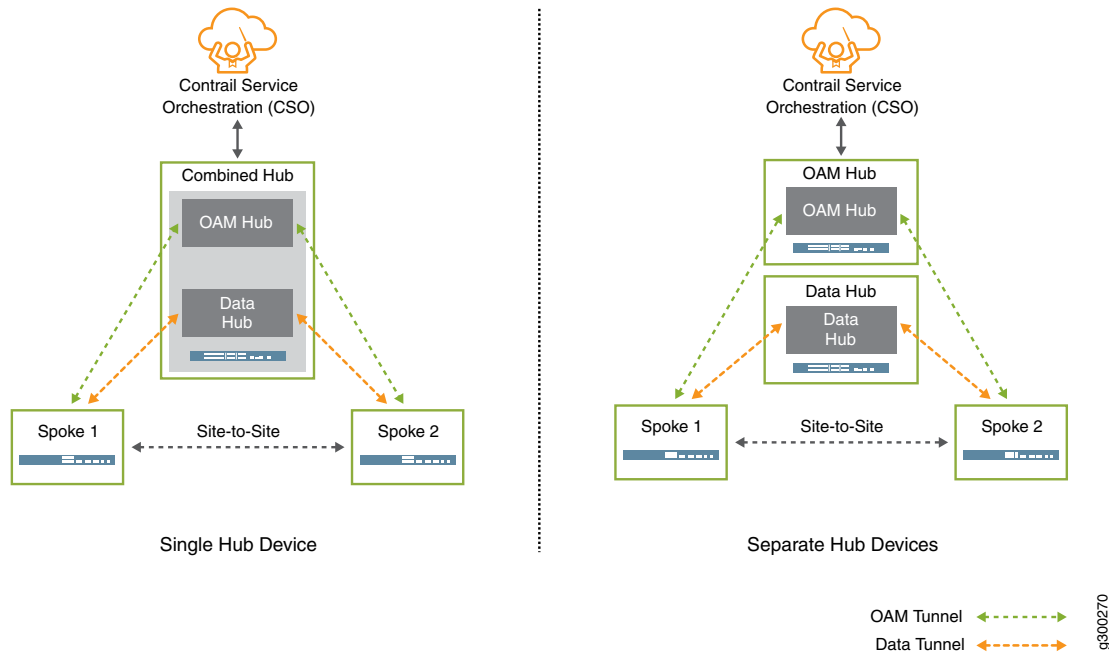 Contrail Service
Orchestration (CSO)
Combined Hub
OAM Hub
Data
Hub
Spoke 1
Site-to-Site
Spoke 2
Single Hub Device
Contrail Service
Orchestration (CSO)
OAM Hub
OAM Hub
Data Hub
Data
Hub
Spoke 1
Site-to-Site
Spoke 2
Separate Hub Devices
OAM Tunnel
Data Tunnel
g300270